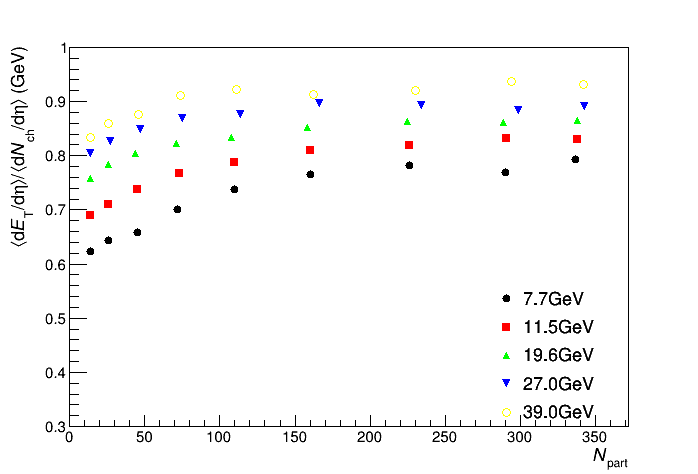 ⟨dE_T/dη⟩/⟨dN_ch/dη⟩ (GeV)
1
0.9
0.8
0.7
0.6
0.5
0.4
0.3
7.7GeV
11.5GeV
19.6GeV
27.0GeV
39.0GeV
0 50 100 150 200 250 300 350
N_part